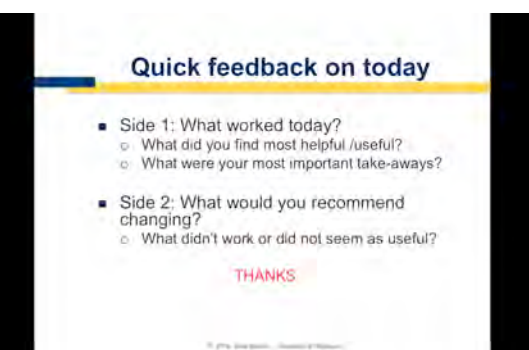 Quick feedback on today
Side 1: What worked today?
What did you find most helpful /useful?
What were your most important take-aways?
Side 2: What would you recommend
changing?
What didn't work or did not seem as useful?
THANKS